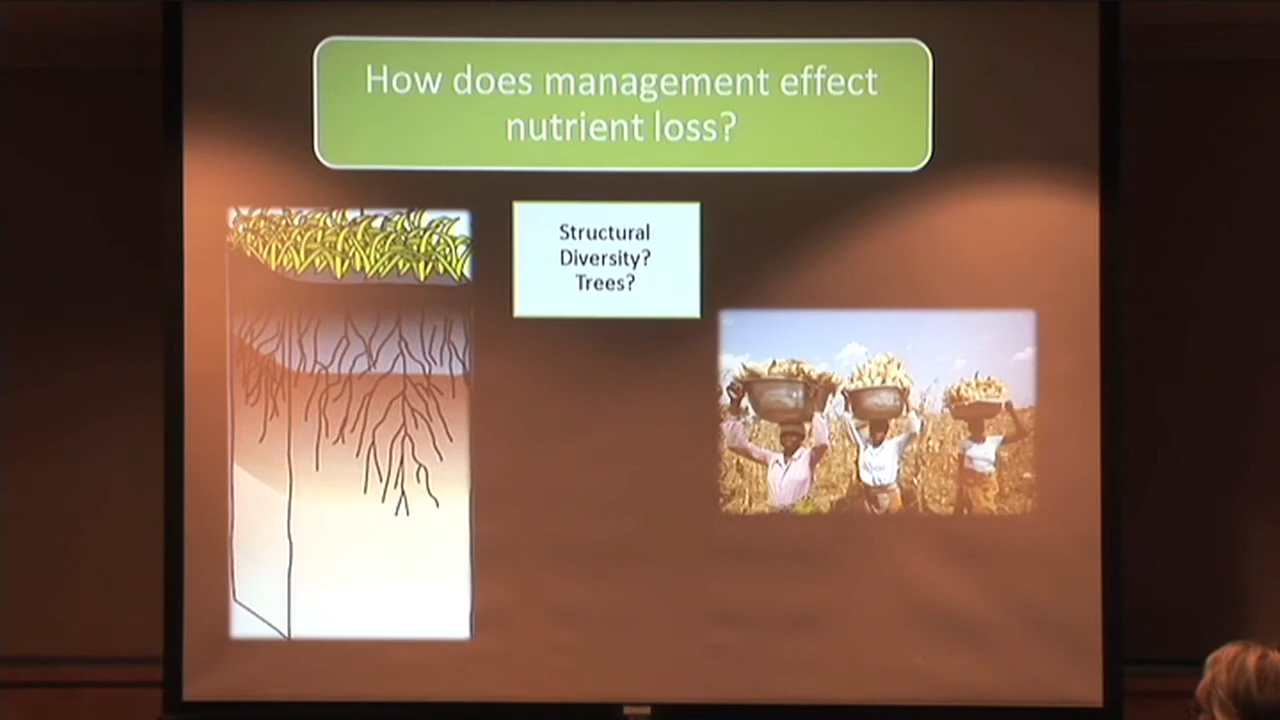 How does management effect
nutrient loss?
Structural
Diversity?
Trees?